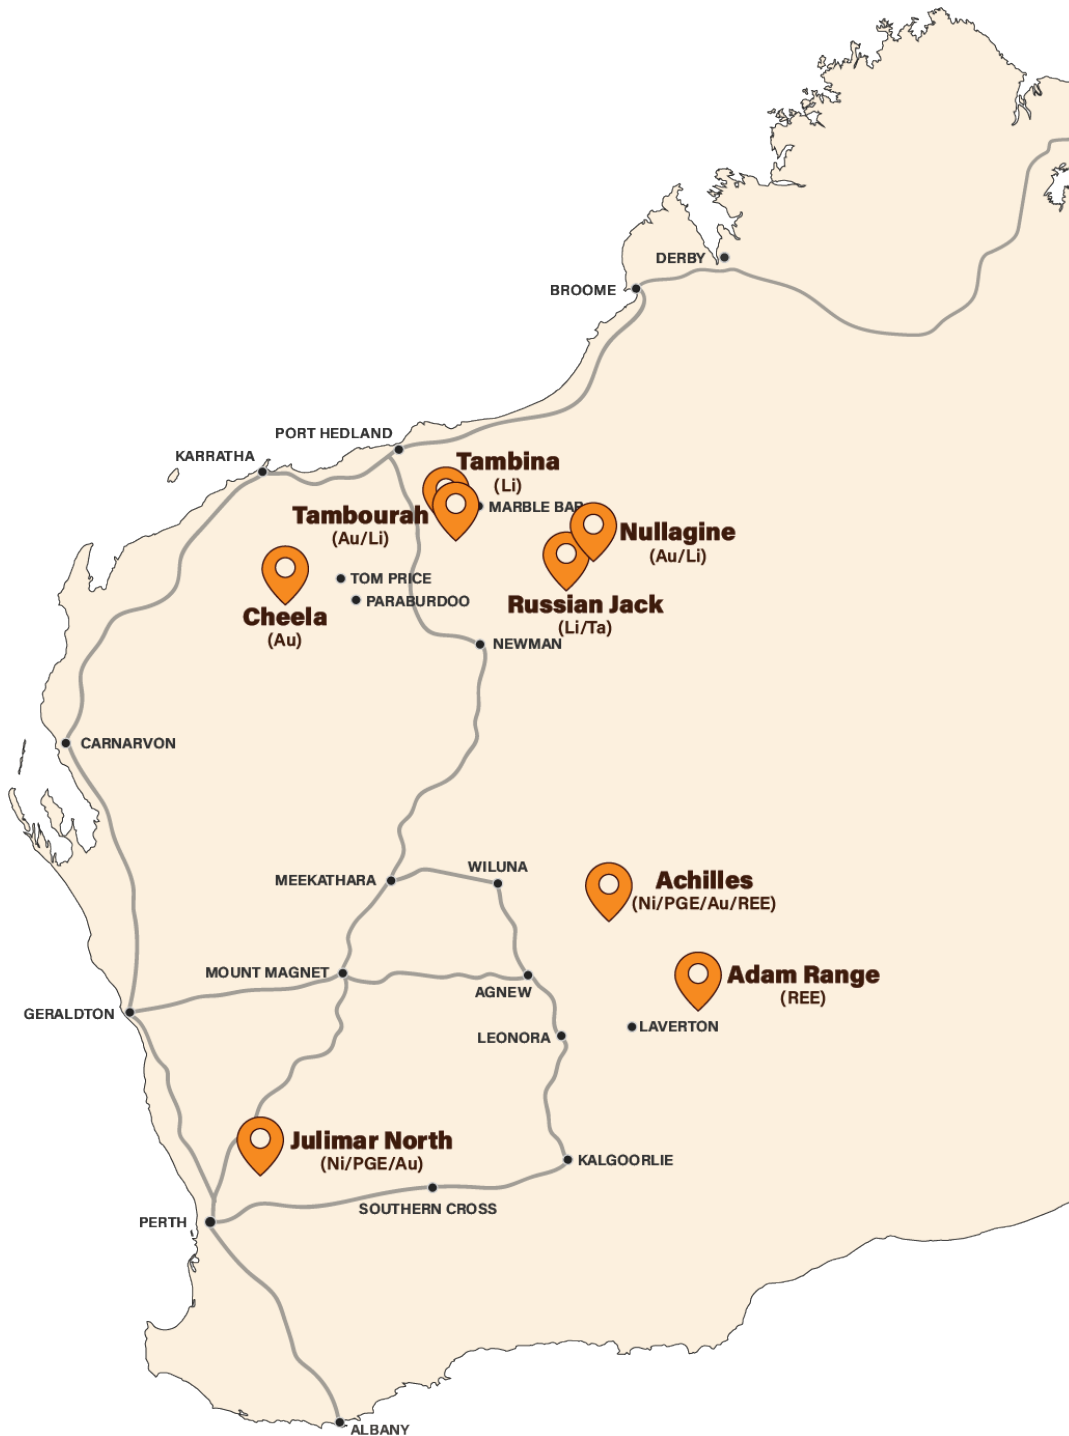 DERBY
BROOME
PORT HEDLAND
KARRATHA
Tambina
(Li)
MARBLE BAR
Tambourah
(Au/Li)
Nullagine
(Au/Li)
TOM PRICE
PARABURDOO
Cheela
(Au)
Russian Jack
(Li/Ta)
NEWMAN
CARNARVON
WILUNA
MEEKATHARA
Achilles
(Ni/PGE/Au/REE)
MOUNT MAGNET
AGNEW
Adam Range
(REE)
GERALDTON
LAVERTON
LEONORA
Julimar North
(Ni/PGE/Au)
KALGOORLIE
SOUTHERN CROSS
PERTH
ALBANY